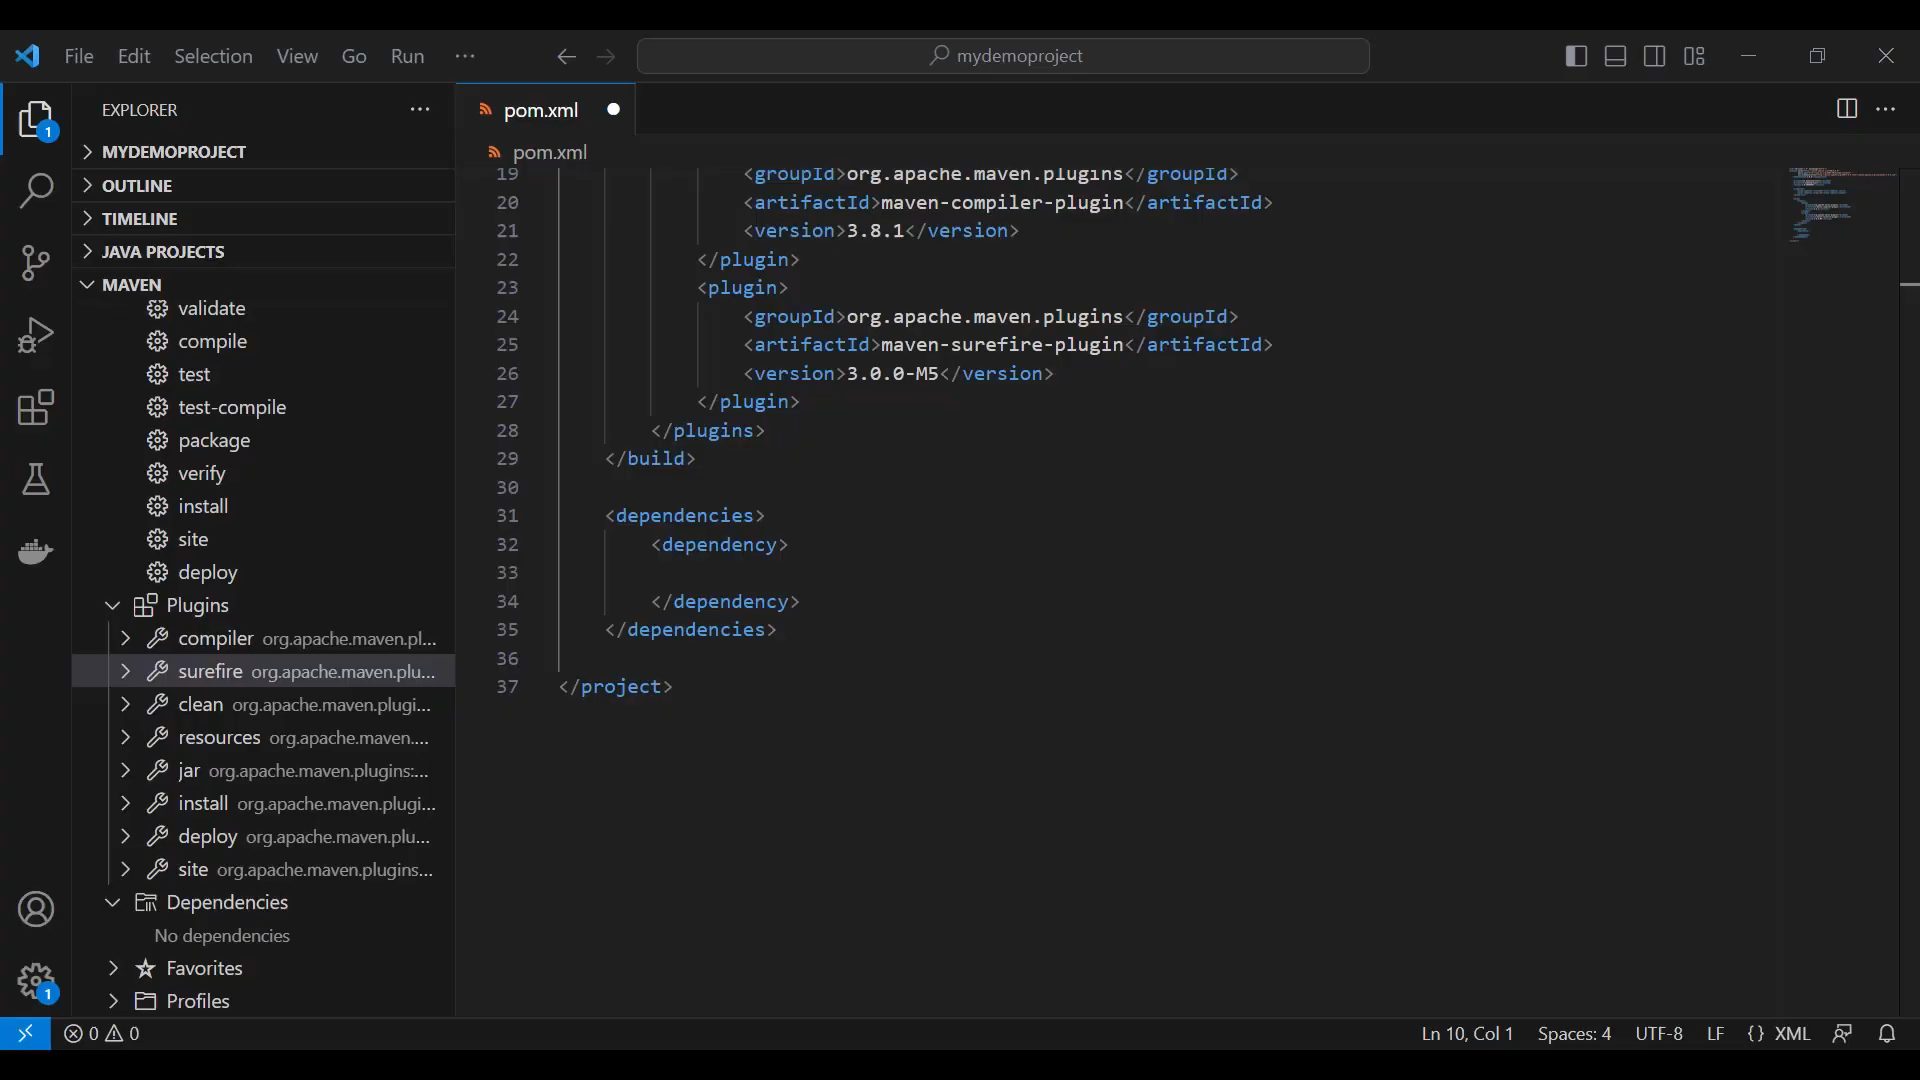 File Edit Selection View Go Run ··· mydemoproject
EXPLORER ···
MYDEMOPROJECT
OUTLINE
TIMELINE
JAVA PROJECTS
MAVEN
validate
compile
test
test-compile
package
verify
install
site
deploy
Plugins
compiler org.apache.maven.pl...
surefire org.apache.maven.plu...
clean org.apache.maven.plugi...
resources org.apache.maven....
jar org.apache.maven.plugins:...
install org.apache.maven.plugi...
deploy org.apache.maven.plu...
site org.apache.maven.plugins...
Dependencies
No dependencies
Favorites
Profiles
1
1
pom.xml
pom.xml
19 <groupId>org.apache.maven.plugins</groupId>
20 <artifactId>maven-compiler-plugin</artifactId>
21 <version>3.8.1</version>
22 </plugin>
23 <plugin>
24 <groupId>org.apache.maven.plugins</groupId>
25 <artifactId>maven-surefire-plugin</artifactId>
26 <version>3.0.0-M5</version>
27 </plugin>
28 </plugins>
29 </build>
30
31 <dependencies>
32 <dependency>
33
34 </dependency>
35 </dependencies>
36
37 </project>
0 0 Ln 10, Col 1 Spaces: 4 UTF-8 LF {} XML